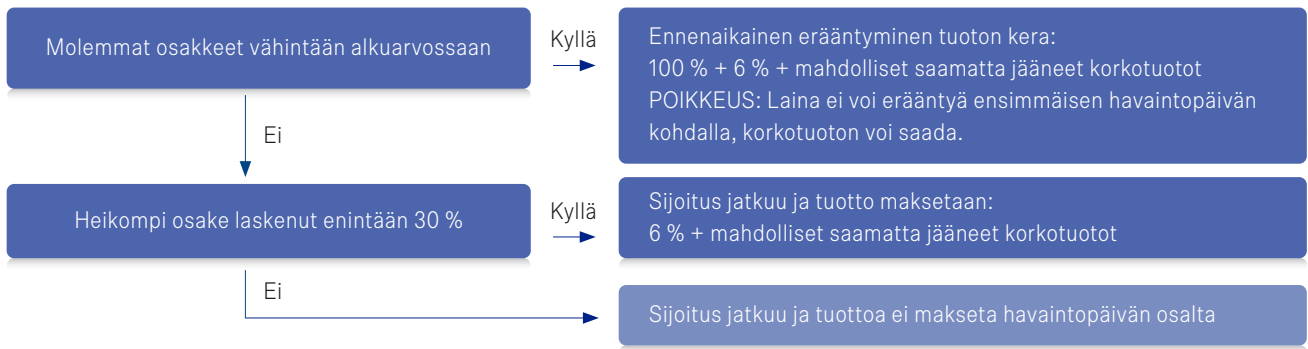 Molemmat osakkeet vähintään alkuarvossaan
Kyllä
Ennenaikainen erääntyminen tuoton kera:
100 % + 6 % + mahdolliset saamatta jääneet korkotuotot
POIKKEUS: Laina ei voi erääntyä ensimmäisen havaintopäivän
kohdalla, korkotuoton voi saada.
Ei
Heikompi osake laskenut enintään 30 %
Kyllä
Sijoitus jatkuu ja tuotto maksetaan:
6 % + mahdolliset saamatta jääneet korkotuotot
Ei
Sijoitus jatkuu ja tuottoa ei makseta havaintopäivän osalta